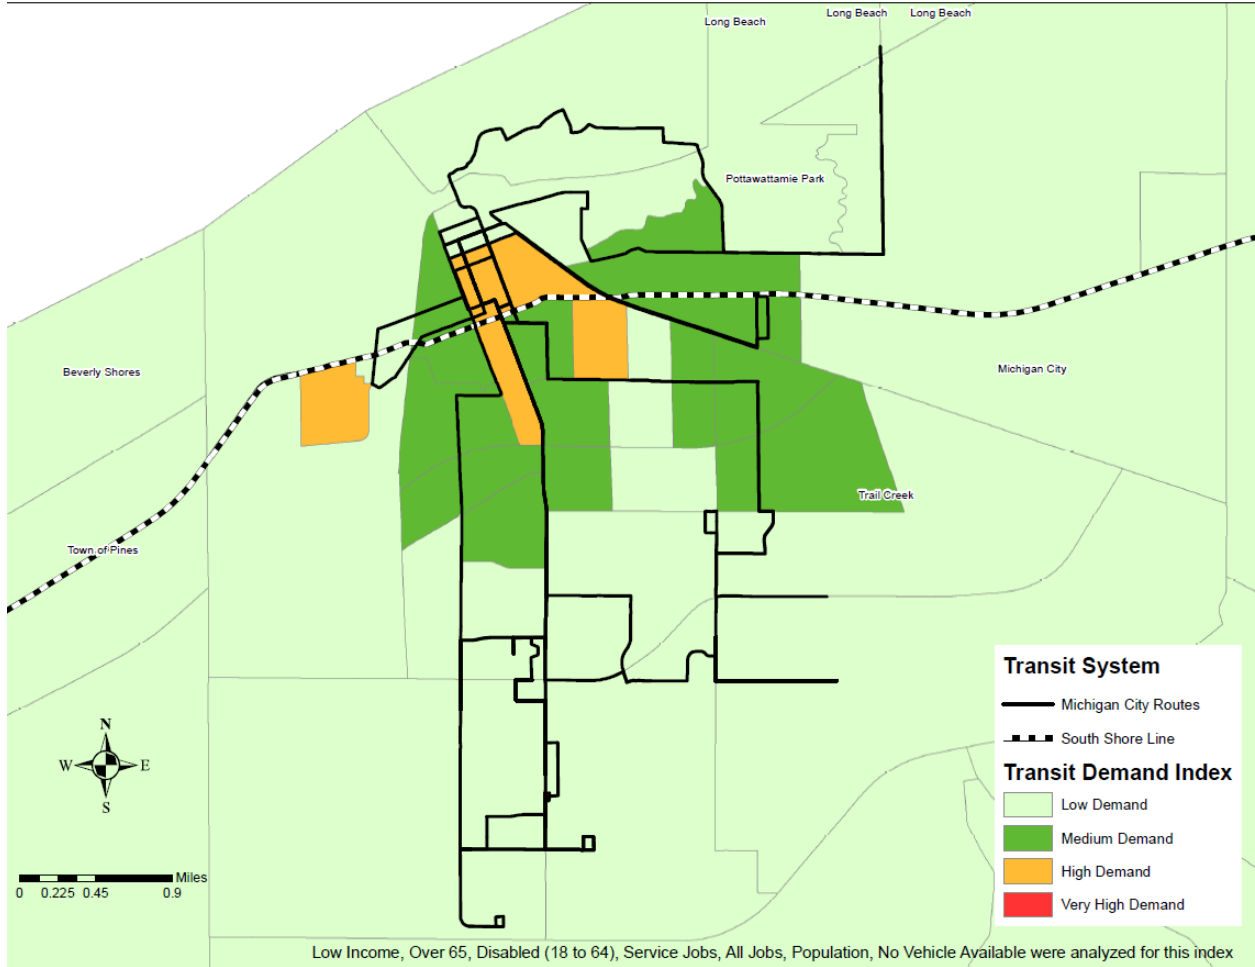 Long Beach
Long Beach
Long Beach
Pottawattamie Park
Beverly Shores
Michigan City
Trail Creek
Town of Pines
N
W
E
S
Miles
0 0.225 0.45 0.9
Transit System
Michigan City Routes
South Shore Line
Transit Demand Index
Low Demand
Medium Demand
High Demand
Very High Demand
Low Income, Over 65, Disabled (18 to 64), Service Jobs, All Jobs, Population, No Vehicle Available were analyzed for this index